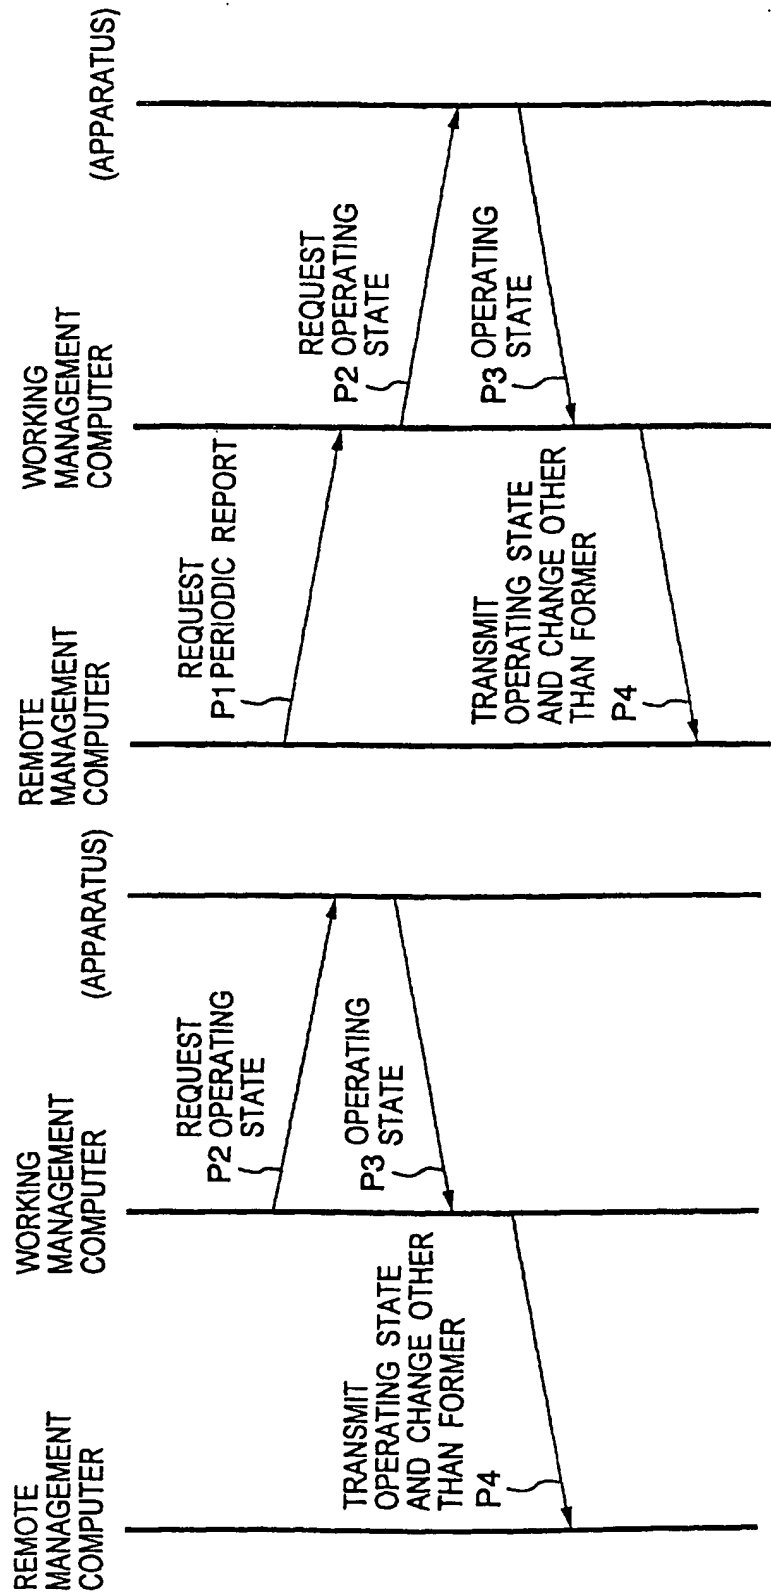 REMOTE
MANAGEMENT
COMPUTER
WORKING
MANAGEMENT
COMPUTER
(APPARATUS)
REQUEST
P2 OPERATING
STATE
P3 OPERATING
STATE
TRANSMIT
OPERATING STATE
AND CHANGE OTHER
THAN FORMER
P4
REMOTE
MANAGEMENT
COMPUTER
WORKING
MANAGEMENT
COMPUTER
(APPARATUS)
REQUEST
P1 PERIODIC REPORT
REQUEST
P2 OPERATING
STATE
P3 OPERATING
STATE
TRANSMIT
OPERATING STATE
AND CHANGE OTHER
THAN FORMER
P4